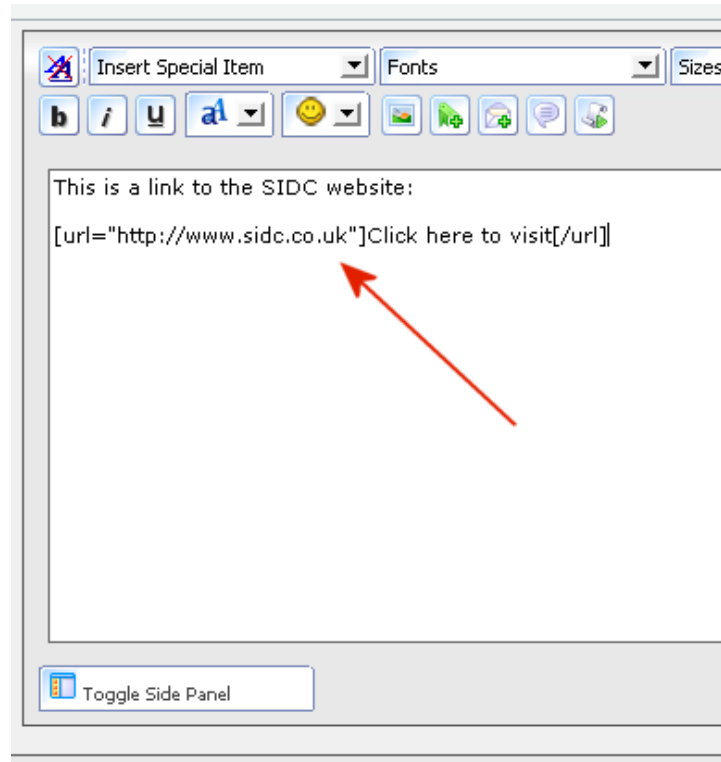 Insert Special Item Fonts Sizes
b i u
This is a link to the SIDC website:
[url="http://www.sidc.co.uk"]Click here to visit[/url]
Toggle Side Panel